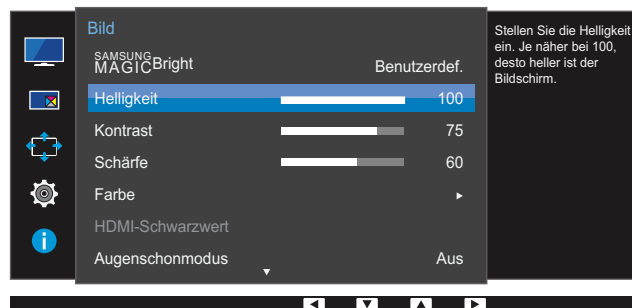 Bild
SAMSUNG
MAGICBright Benutzerdef.
Helligkeit 100
Kontrast 75
Schärfe 60
Farbe
HDMI-Schwarzwert
Augenschonmodus Aus
Stellen Sie die Helligkeit
ein. Je näher bei 100,
desto heller ist der
Bildschirm.